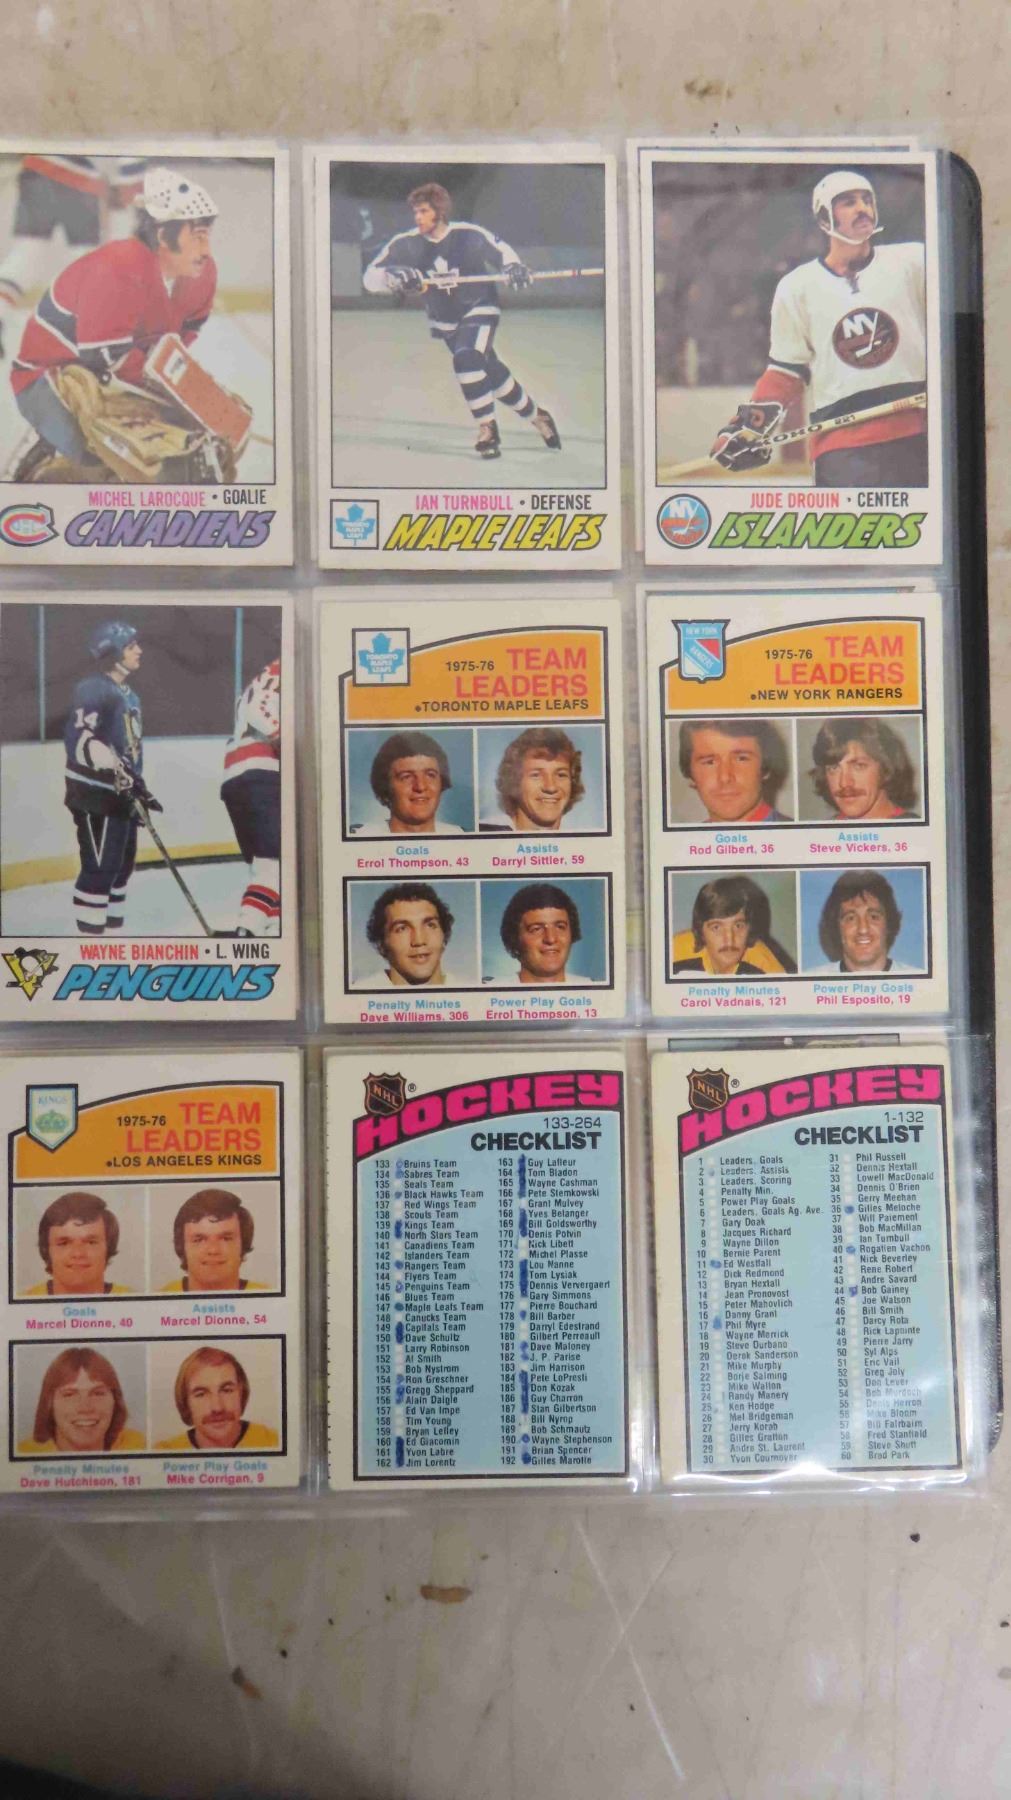 MICHEL LAROCQUE • GOALIE
CANADIENS
IAN TURNBULL • DEFENSE
TORONTO
MAPLE
LEAFS
MAPLE LEAFS
KOHO 221
NY
JUDE DROUIN • CENTER
NY
ISLANDERS
14
WAYNE BIANCHIN • L. WING
PENGUINS
TORONTO
MAPLE
LEAFS
1975-76 TEAM
LEADERS
•TORONTO MAPLE LEAFS
Goals
Errol Thompson, 43
Assists
Darryl Sittler, 59
Penalty Minutes
Dave Williams, 306
Power Play Goals
Errol Thompson, 13
NEW YORK
RANGERS
1975-76 TEAM
LEADERS
•NEW YORK RANGERS
Goals
Rod Gilbert, 36
Assists
Steve Vickers, 36
Penalty Minutes
Carol Vadnais, 121
Power Play Goals
Phil Esposito, 19
KINGS
1975-76 TEAM
LEADERS
•LOS ANGELES KINGS
Goals
Marcel Dionne, 40
Assists
Marcel Dionne, 54
Penalty Minutes
Dave Hutchison, 181
Power Play Goals
Mike Corrigan, 9
NHL ®
HOCKEY
133-264
CHECKLIST
133 Bruins Team
134 Sabres Team
135 Seals Team
136 Black Hawks Team
137 Red Wings Team
138 Scouts Team
139 Kings Team
140 North Stars Team
141 Canadiens Team
142 Islanders Team
143 Rangers Team
144 Flyers Team
145 Penguins Team
146 Blues Team
147 Maple Leafs Team
148 Canucks Team
149 Capitals Team
150 Dave Schultz
151 Larry Robinson
152 Al Smith
153 Bob Nystrom
154 Ron Greschner
155 Gregg Sheppard
156 Alain Daigle
157 Ed Van Impe
158 Tim Young
159 Bryan Lefley
160 Ed Giacomin
161 Yvon Labre
162 Jim Lorentz
163 Guy Lafleur
164 Tom Bladon
165 Wayne Cashman
166 Pete Stemkowski
167 Grant Mulvey
168 Yves Belanger
169 Bill Goldsworthy
170 Denis Potvin
171 Nick Libett
172 Michel Plasse
173 Lou Nanne
174 Tom Lysiak
175 Dennis Ververgaert
176 Gary Simmons
177 Pierre Bouchard
178 Bill Barber
179 Darryl Edestrand
180 Gilbert Perreault
181 Dave Maloney
182 J. P. Parise
183 Jim Harrison
184 Pete LoPresti
185 Don Kozak
186 Guy Charron
187 Stan Gilbertson
188 Bill Nyrop
189 Bob Schmautz
190 Wayne Stephenson
191 Brian Spencer
192 Gilles Marotte
NHL ®
HOCKEY
1-132
CHECKLIST
1 Leaders, Goals
2 Leaders, Assists
3 Leaders, Scoring
4 Penalty Min.
5 Power Play Goals
6 Leaders, Goals Ag. Ave.
7 Gary Doak
8 Jacques Richard
9 Wayne Dillon
10 Bernie Parent
11 Ed Westfall
12 Dick Redmond
13 Bryan Hextall
14 Jean Pronovost
15 Peter Mahovlich
16 Danny Grant
17 Phil Myre
18 Wayne Merrick
19 Steve Durbano
20 Derek Sanderson
21 Mike Murphy
22 Borje Salming
23 Mike Walton
24 Randy Manery
25 Ken Hodge
26 Mel Bridgeman
27 Jerry Korab
28 Gilles Gratton
29 Andre St. Laurent
30 Yvon Cournoyer
31 Phil Russell
32 Dennis Hextall
33 Lowell MacDonald
34 Dennis O'Brien
35 Gerry Meehan
36 Gilles Meloche
37 Wilf Paiement
38 Bob MacMillan
39 Ian Turnbull
40 Rogatien Vachon
41 Nick Beverley
42 Rene Robert
43 Andre Savard
44 Bob Gainey
45 Joe Watson
46 Bill Smith
47 Darcy Rota
48 Rick Lapointe
49 Pierre Jarry
50 Syl Apps
51 Eric Vail
52 Greg Joly
53 Don Lever
54 Bob Murdoch
55 Denis Herron
56 Mike Bloom
57 Bill Fairbairn
58 Fred Stanfield
59 Steve Shutt
60 Brad Park